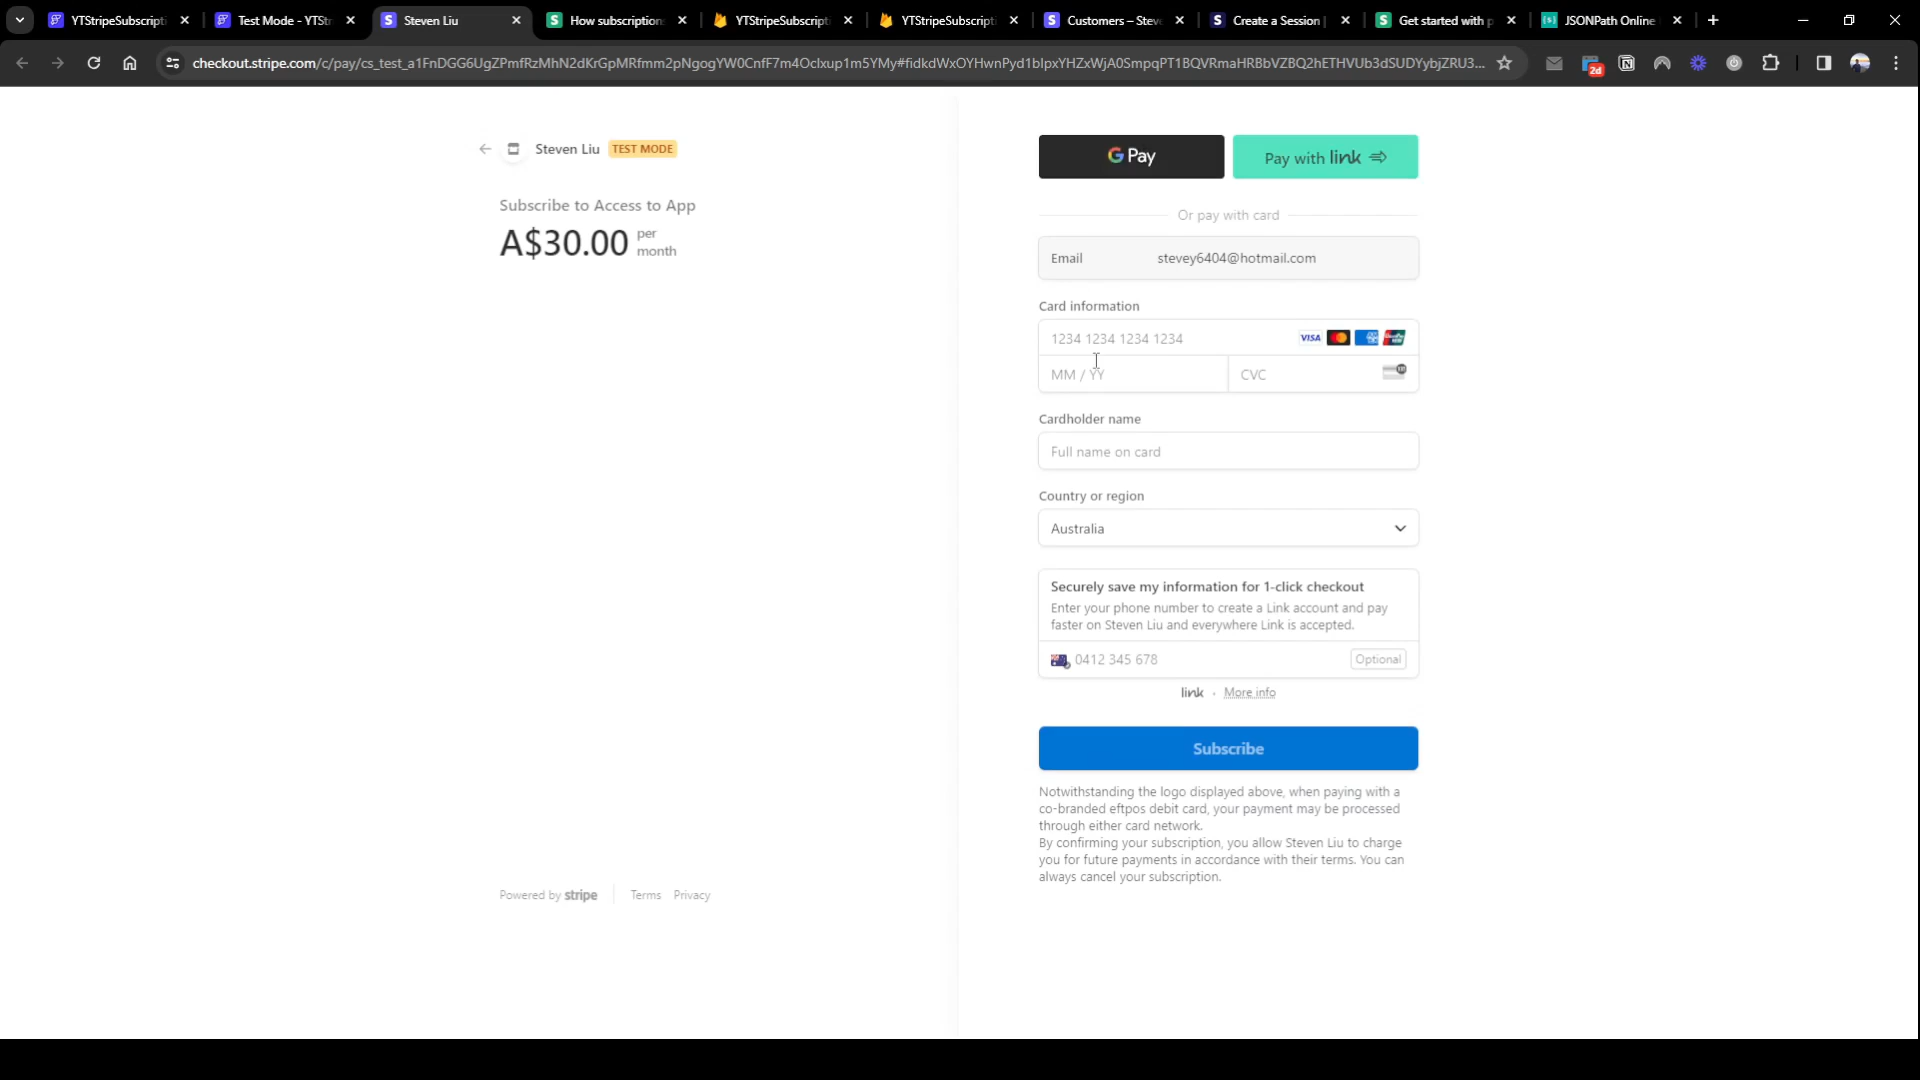 YTStripeSubscripti
Test Mode - YTStr
Steven Liu
How subscription
YTStripeSubscripti
YTStripeSubscripti
Customers – Steve
Create a Session |
Get started with p
JSONPath Online
checkout.stripe.com/c/pay/cs_test_a1FnDGG6UgZPmfRzMhN2dKrGpMRfmm2pNgogYW0CnfF7m4Oclxup1m5YMy#fidkdWxOYHwnPyd1blpxYHZxWjA0SmpqPT1BQVRmaHRBbVZBQ2hETHVUb3dSUDYybjZRU3...
2d
Steven Liu TEST MODE
Subscribe to Access to App
A$30.00 per month
G Pay
Pay with link
Or pay with card
Email stevey6404@hotmail.com
Card information
1234 1234 1234 1234 VISA
MM / YY CVC
Cardholder name
Full name on card
Country or region
Australia
Securely save my information for 1-click checkout
Enter your phone number to create a Link account and pay
faster on Steven Liu and everywhere Link is accepted.
0412 345 678 Optional
link · More info
Subscribe
Notwithstanding the logo displayed above, when paying with a
co-branded eftpos debit card, your payment may be processed
through either card network.
By confirming your subscription, you allow Steven Liu to charge
you for future payments in accordance with their terms. You can
always cancel your subscription.
Powered by stripe Terms Privacy